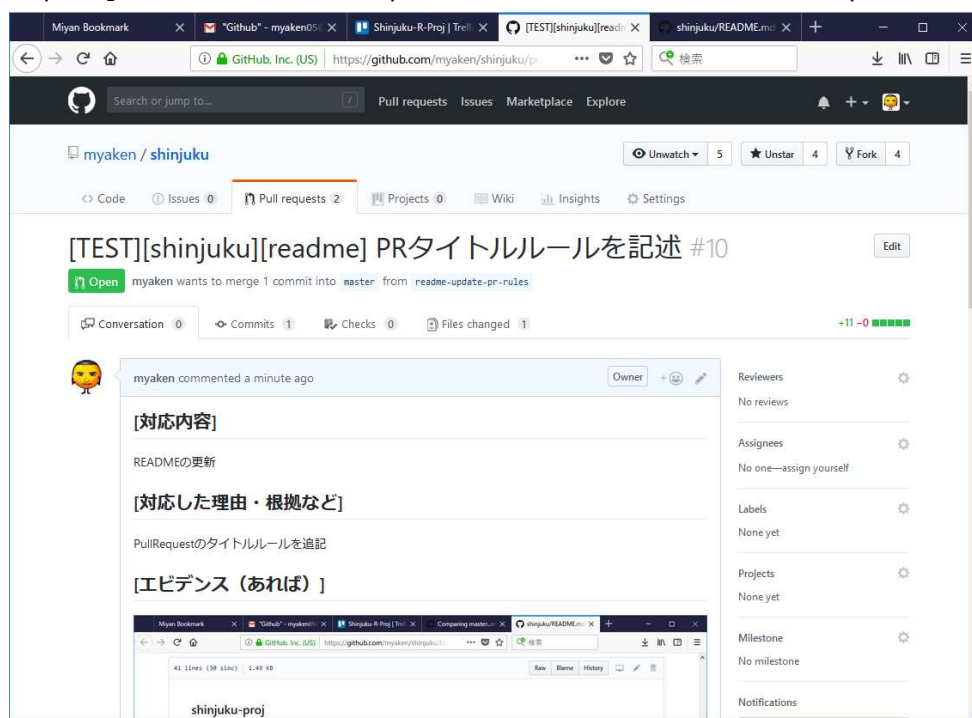 Miyan Bookmark
"Github" - myaken05
Shinjuku-R-Proj | Trell
[TEST][shinjuku][readm
shinjuku/README.md
GitHub, Inc. (US) https://github.com/myaken/shinjuku/pu
検索
Search or jump to...
Pull requests Issues Marketplace Explore
myaken / shinjuku
Unwatch 5 Unstar 4 Fork 4
Code Issues 0 Pull requests 2 Projects 0 Wiki Insights Settings
[TEST][shinjuku][readme] PRタイトルルールを記述 #10
Edit
Open myaken wants to merge 1 commit into master from readme-update-pr-rules
Conversation 0 Commits 1 Checks 0 Files changed 1
+11 −0
myaken commented a minute ago
Owner
[対応内容]
READMEの更新
[対応した理由・根拠など]
PullRequestのタイトルルールを追記
[エビデンス（あれば）]
Miyan Bookmark
Shinjuku-R-Proj | Trell
Comparing master...
shinjuku/README.md
GitHub, Inc. (US) https://github.com/myaken/shinjuku/
検索
41 lines (30 sloc) 1.49 KB
Raw Blame History
shinjuku-proj
Reviewers
No reviews
Assignees
No one—assign yourself
Labels
None yet
Projects
None yet
Milestone
No milestone
Notifications